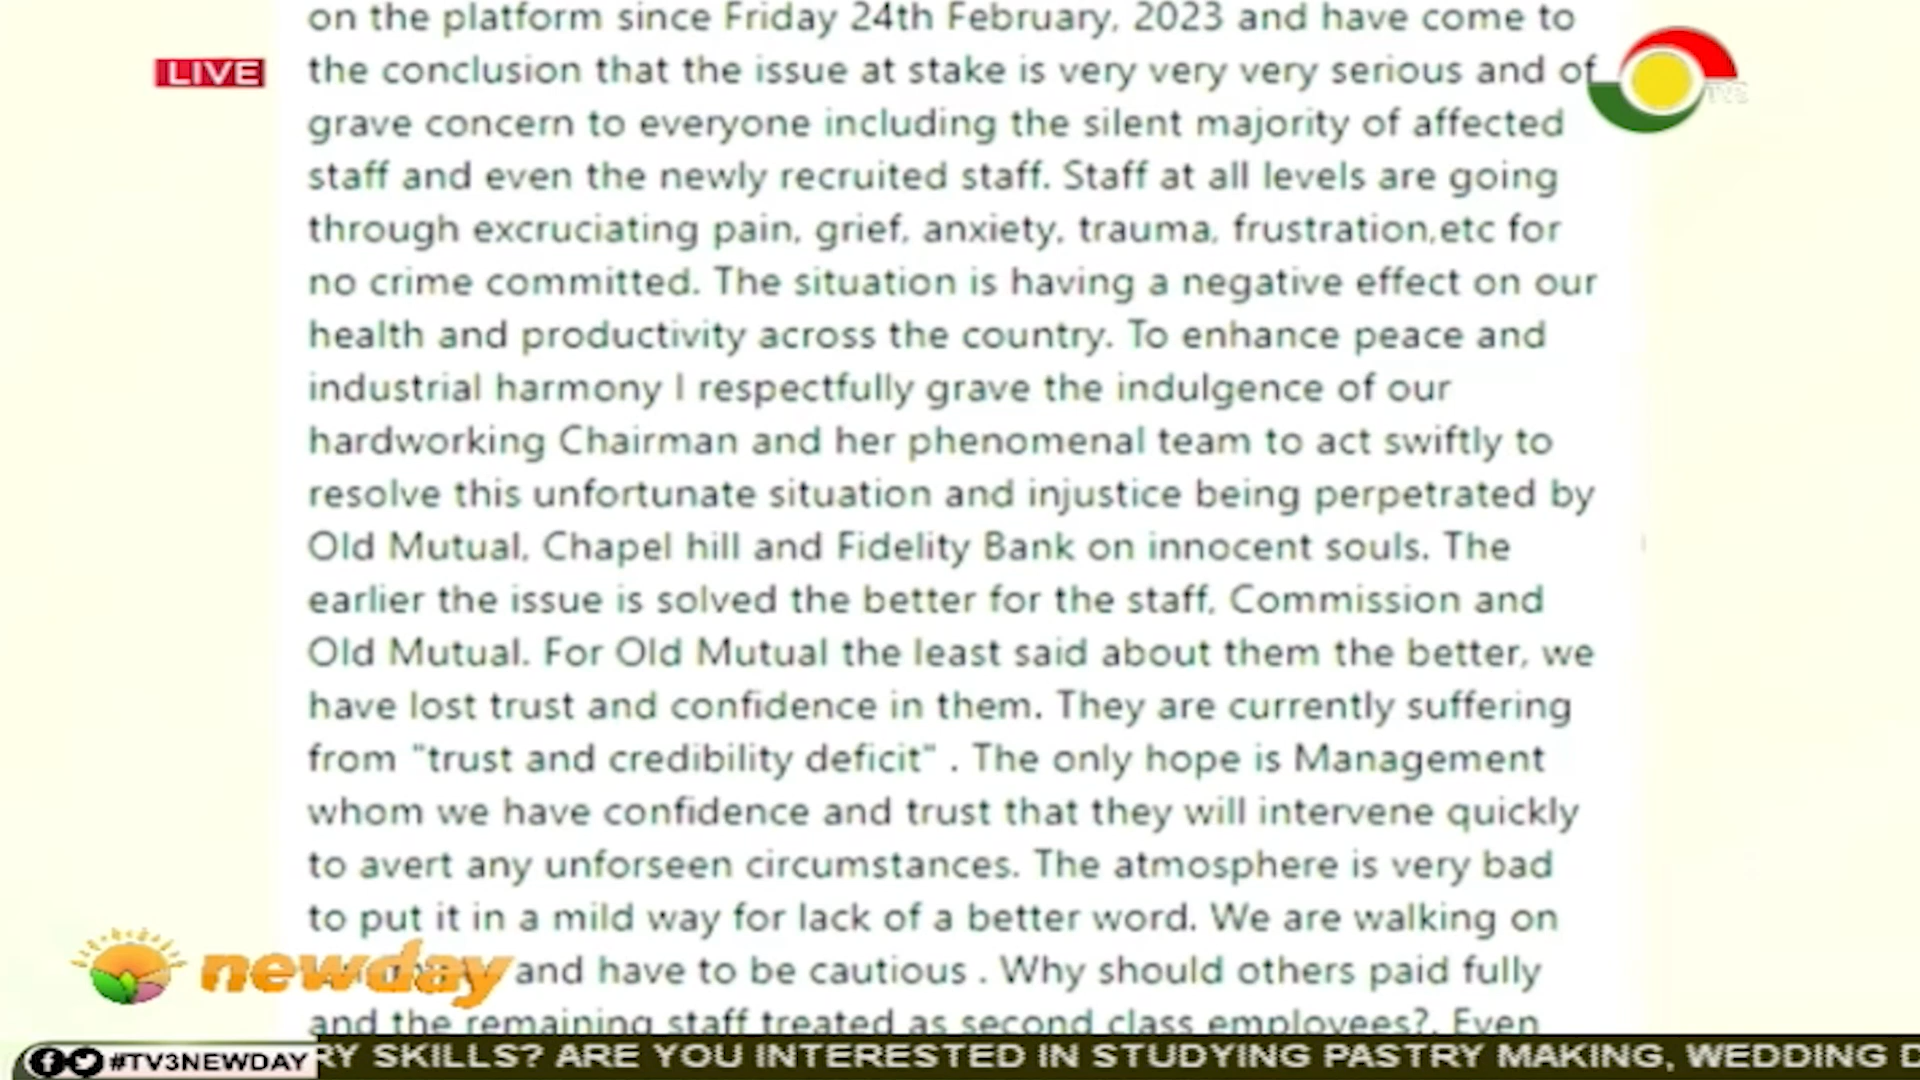 on the platform since Friday 24th February, 2023 and have come to
LIVE
the conclusion that the issue at stake is very very very serious and of
TV3
grave concern to everyone including the silent majority of affected
staff and even the newly recruited staff. Staff at all levels are going
through excruciating pain, grief, anxiety, trauma, frustration,etc for
no crime committed. The situation is having a negative effect on our
health and productivity across the country. To enhance peace and
industrial harmony I respectfully grave the indulgence of our
hardworking Chairman and her phenomenal team to act swiftly to
resolve this unfortunate situation and injustice being perpetrated by
Old Mutual, Chapel hill and Fidelity Bank on innocent souls. The
earlier the issue is solved the better for the staff, Commission and
Old Mutual. For Old Mutual the least said about them the better, we
have lost trust and confidence in them. They are currently suffering
from "trust and credibility deficit" . The only hope is Management
whom we have confidence and trust that they will intervene quickly
to avert any unforseen circumstances. The atmosphere is very bad
to put it in a mild way for lack of a better word. We are walking on
newday
and have to be cautious . Why should others paid fully
and the remaining staff treated as second class employees?. Even
#TV3NEWDAY
RY SKILLS? ARE YOU INTERESTED IN STUDYING PASTRY MAKING, WEDDING D